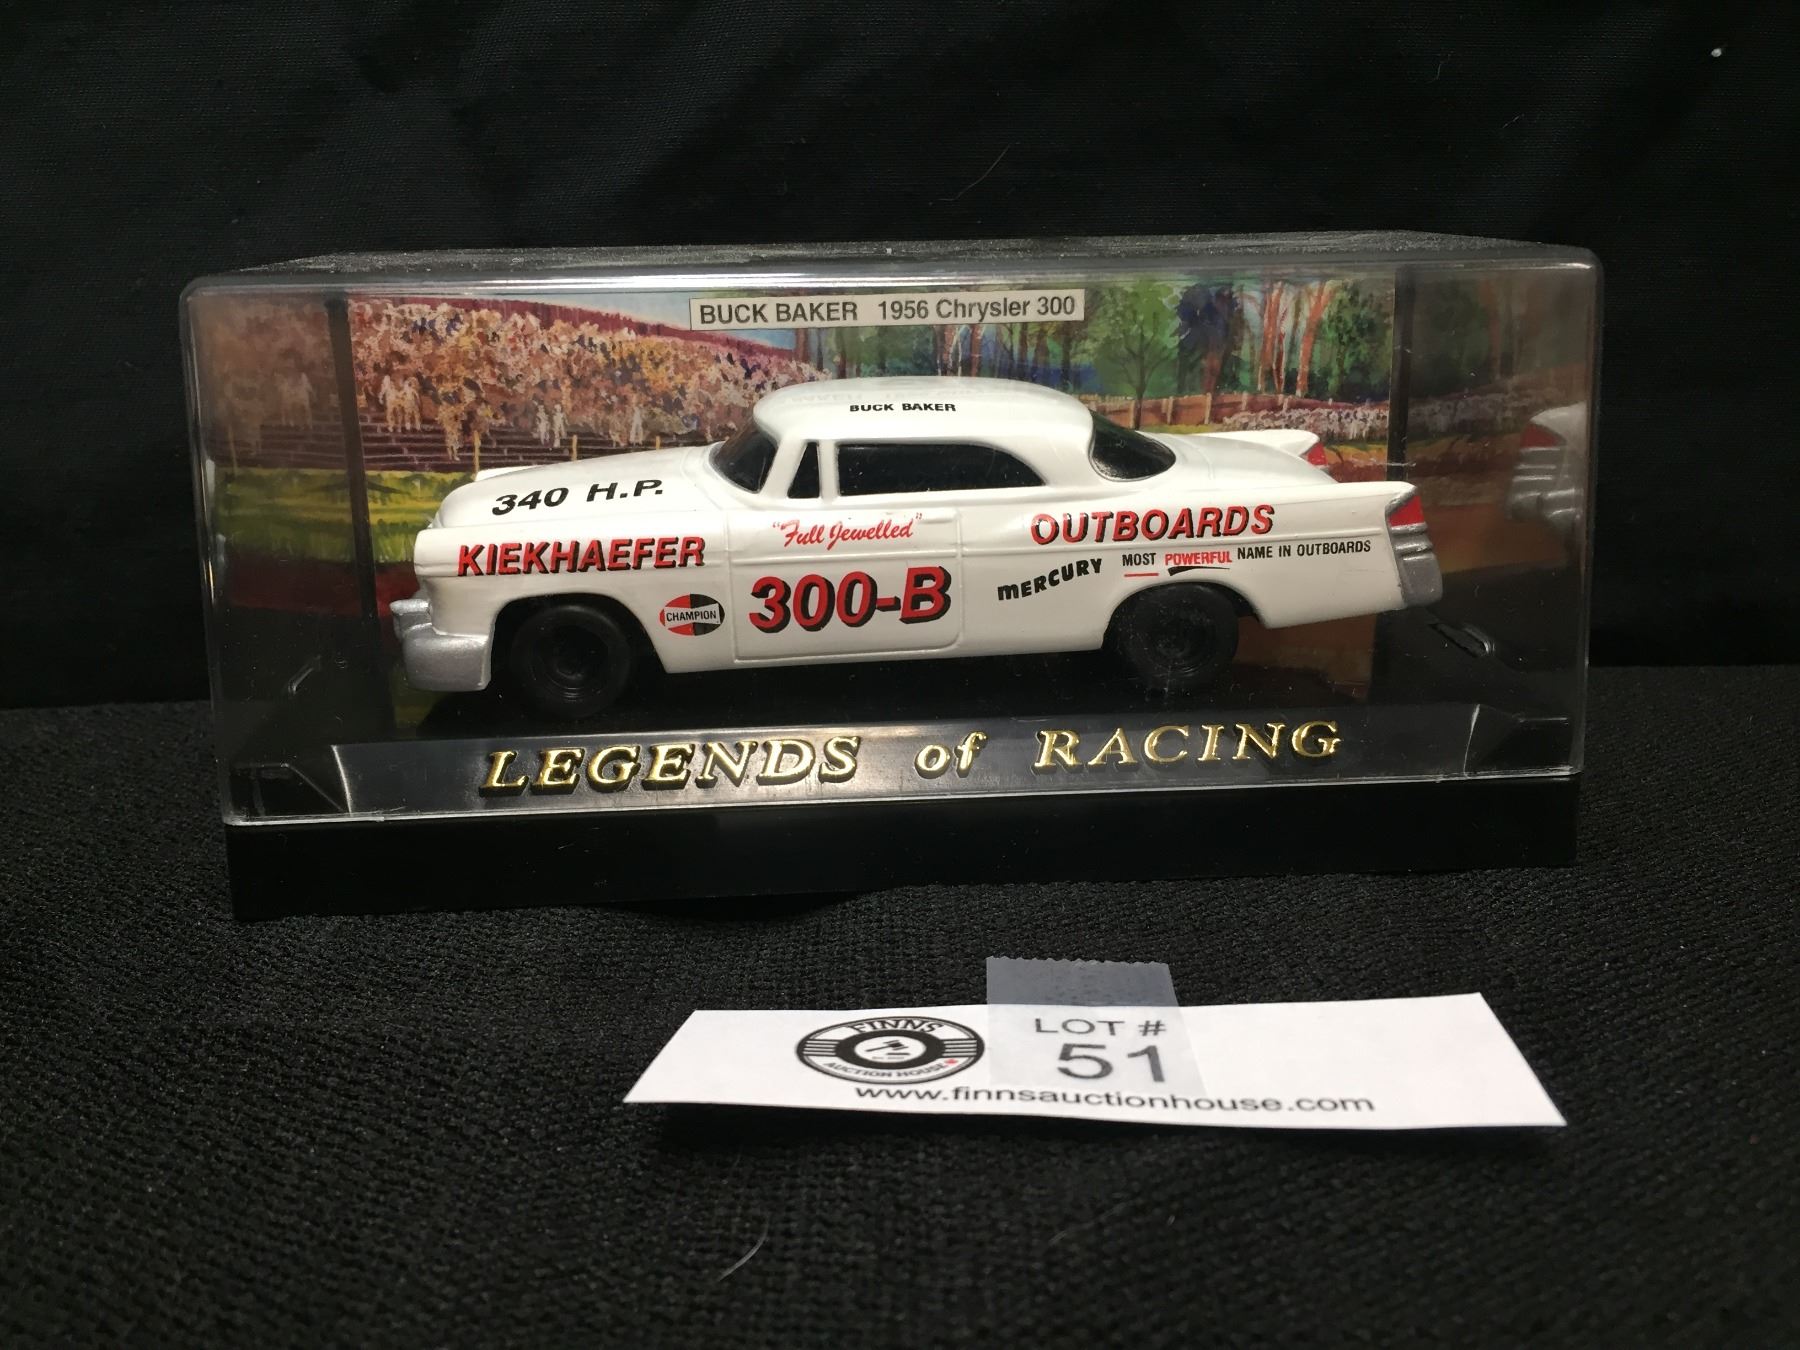 BUCK BAKER 1956 Chrysler 300
BUCK BAKER
340 H.P.
"Full Jewelled"
OUTBOARDS
KIEKHAEFER
MERCURY MOST POWERFUL NAME IN OUTBOARDS
300-B
CHAMPION
LEGENDS of RACING
FINNS
AUCTION HOUSE
LOT #
51
www.finnsauctionhouse.com